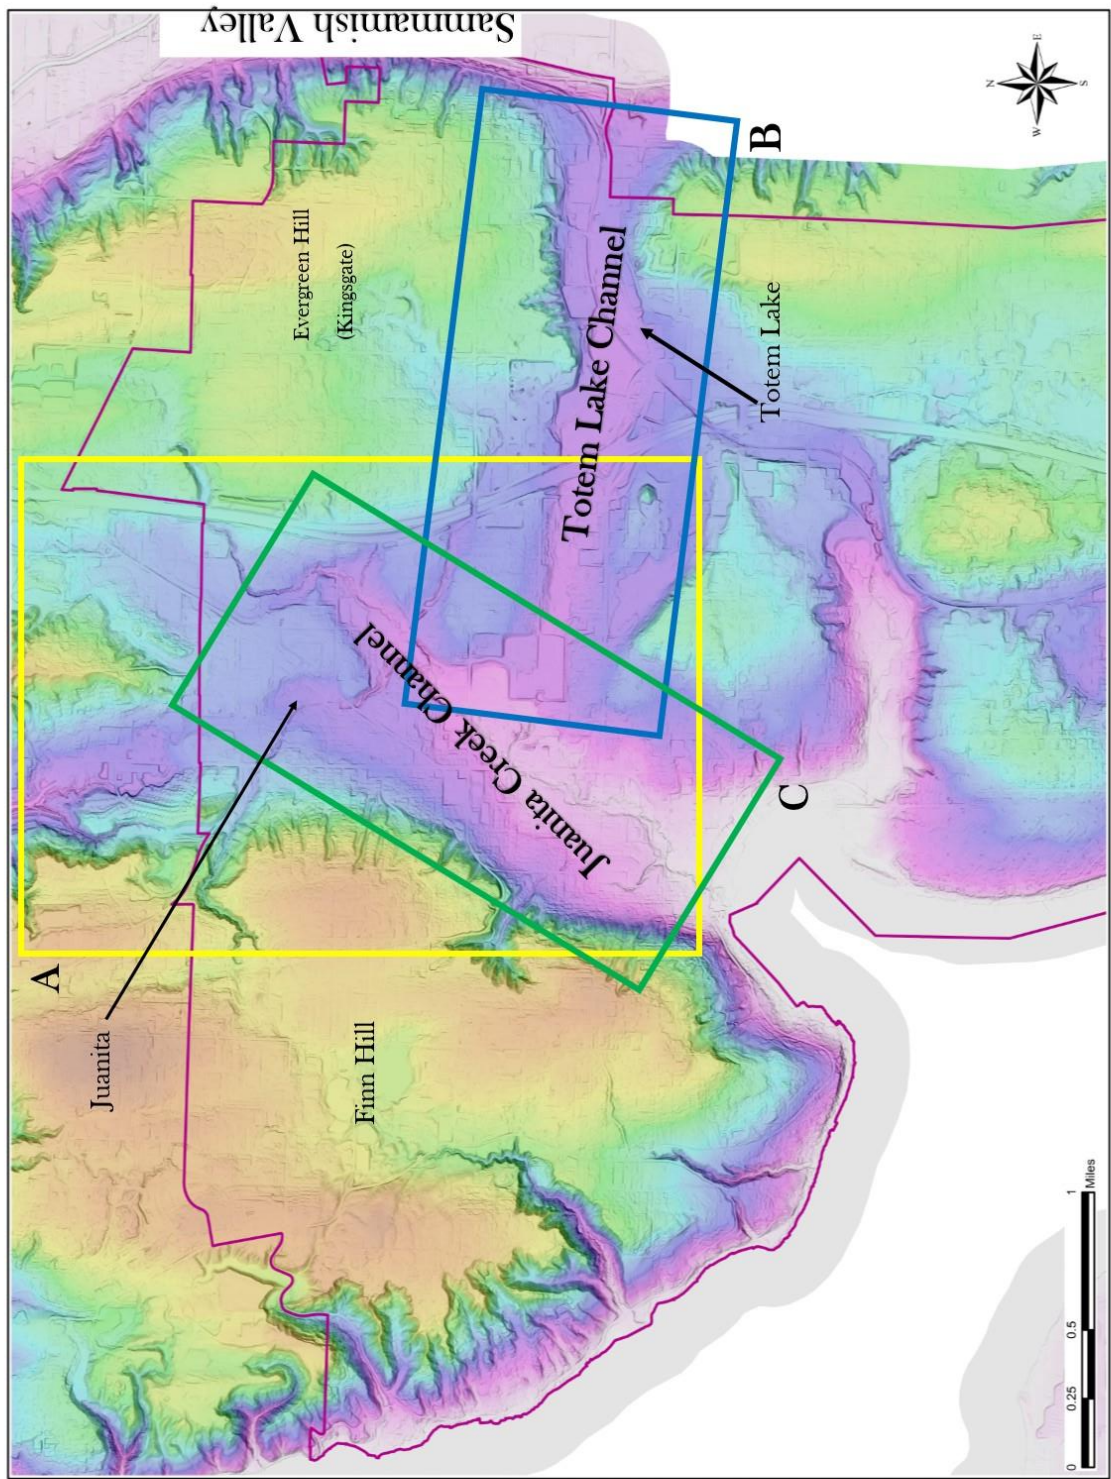 Sammamish Valley
N
E
S
W
B
Evergreen Hill
(Kingsgate)
Totem Lake Channel
Totem Lake
Juanita Creek Channel
C
A
Juanita
Finn Hill
0
0.25
0.5
1
Miles